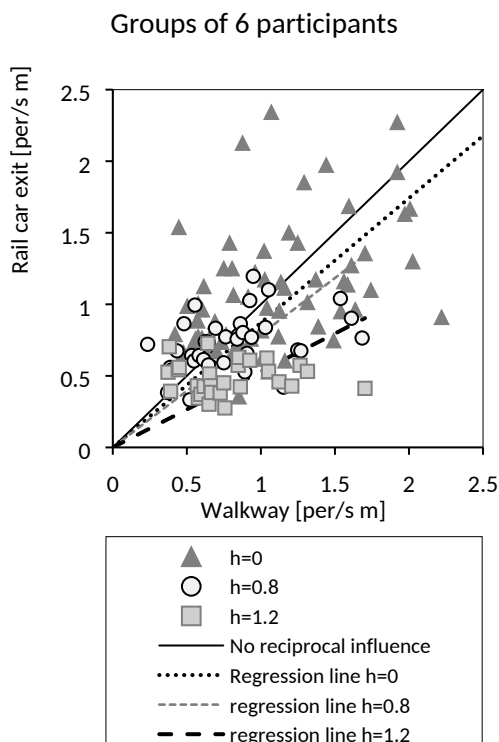 Groups of 6 participants
Rail car exit [per/s m]
2.5
2
1.5
1
0.5
0
0 0.5 1 1.5 2 2.5
Walkway [per/s m]
h=0
h=0.8
h=1.2
No reciprocal influence
Regression line h=0
regression line h=0.8
regression line h=1.2